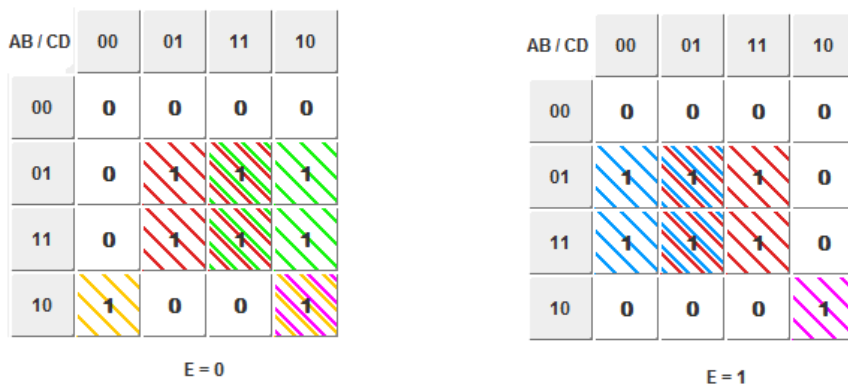 AB / CD 00 01 11 10
00 0 0 0 0
01 0 1 1 1
11 0 1 1 1
10 1 0 0 1
E = 0
AB / CD 00 01 11 10
00 0 0 0 0
01 1 1 1 0
11 1 1 1 0
10 0 0 0 1
E = 1